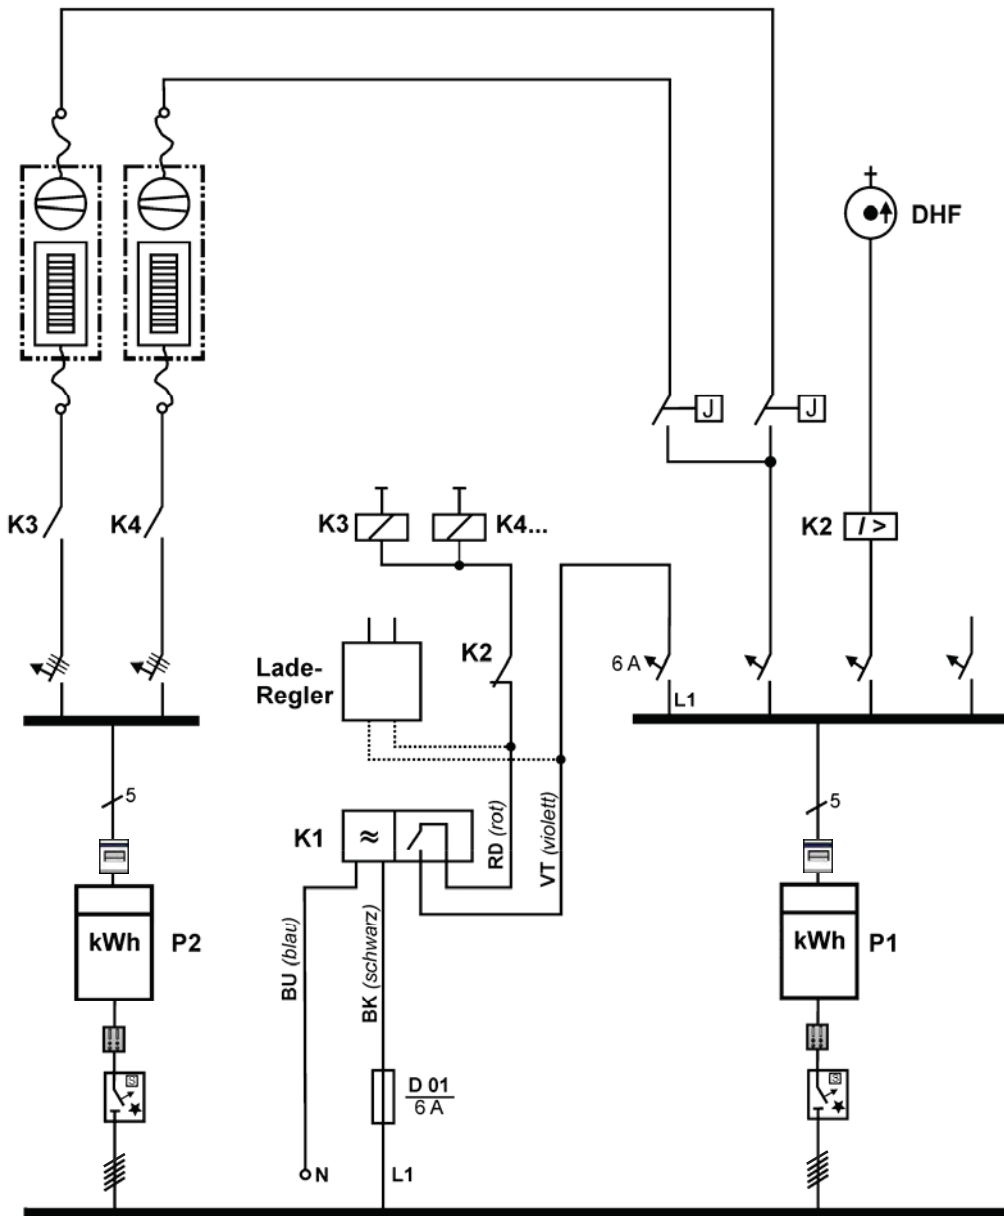 DHF
J
J
K3
K4
K3
K4...
K2
I >
Lade-
Regler
K2
6 A
L1
5
5
K1
≈
RD (rot)
VT (violett)
kWh
P2
BU (blau)
BK (schwarz)
kWh
P1
S
D 01
6 A
S
N
L1